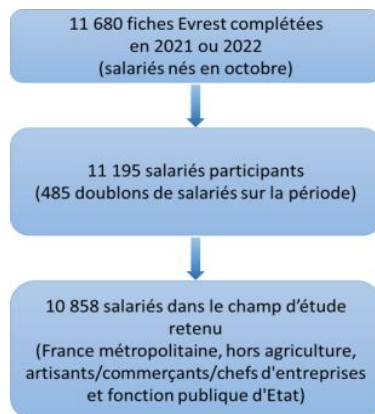 11 680 fiches Evrest complétées
en 2021 ou 2022
(salariés nés en octobre)
11 195 salariés participants
(485 doublons de salariés sur la période)
10 858 salariés dans le champ d'étude
retenu
(France métropolitaine, hors agriculture,
artisants/commerçants/chefs d'entreprises
et fonction publique d'Etat)